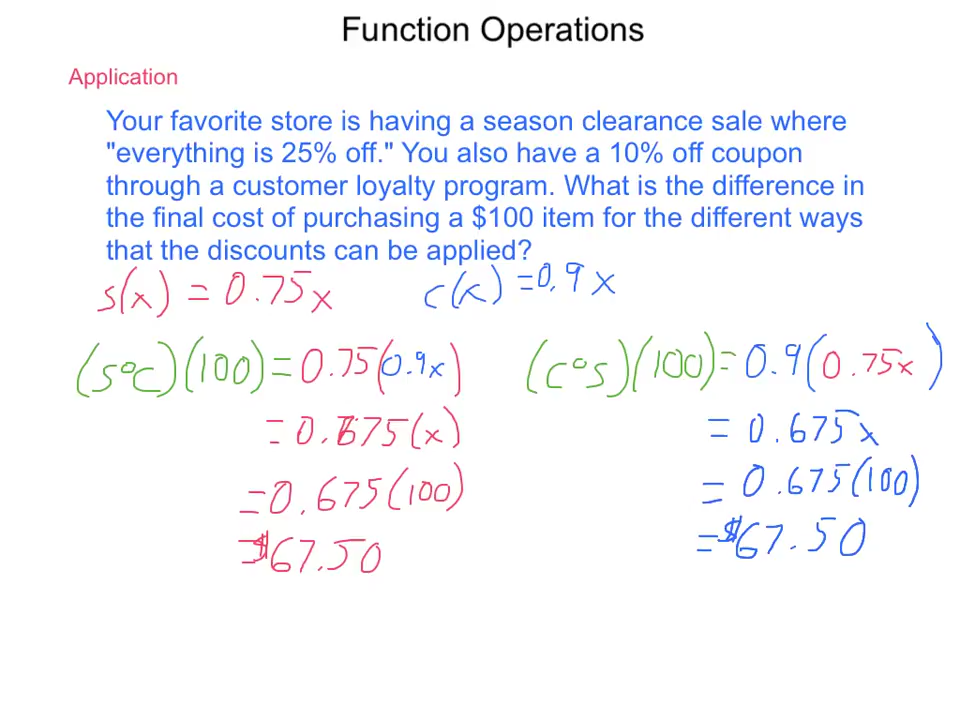 Function Operations
Application
Your favorite store is having a season clearance sale where
"everything is 25% off." You also have a 10% off coupon
through a customer loyalty program. What is the difference in
the final cost of purchasing a $100 item for the different ways
that the discounts can be applied?
s(x) = 0.75x
c(x) = 0.9x
(s∘c)(100) = 0.75(0.9x)
= 0.675(x)
= 0.675(100)
= $67.50
(c∘s)(100) = 0.9(0.75x)
= 0.675x
= 0.675(100)
= $67.50